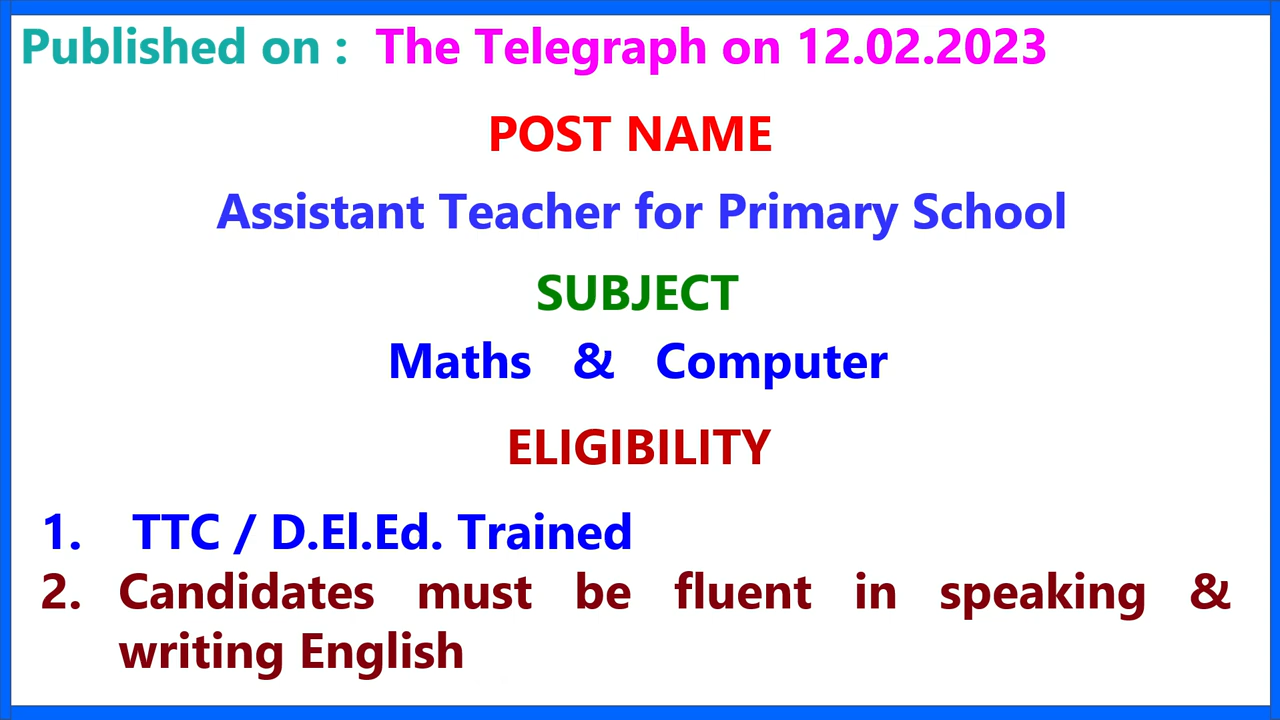 Published on : The Telegraph on 12.02.2023
POST NAME
Assistant Teacher for Primary School
SUBJECT
Maths & Computer
ELIGIBILITY
1. TTC / D.El.Ed. Trained
2. Candidates must be fluent in speaking &
writing English